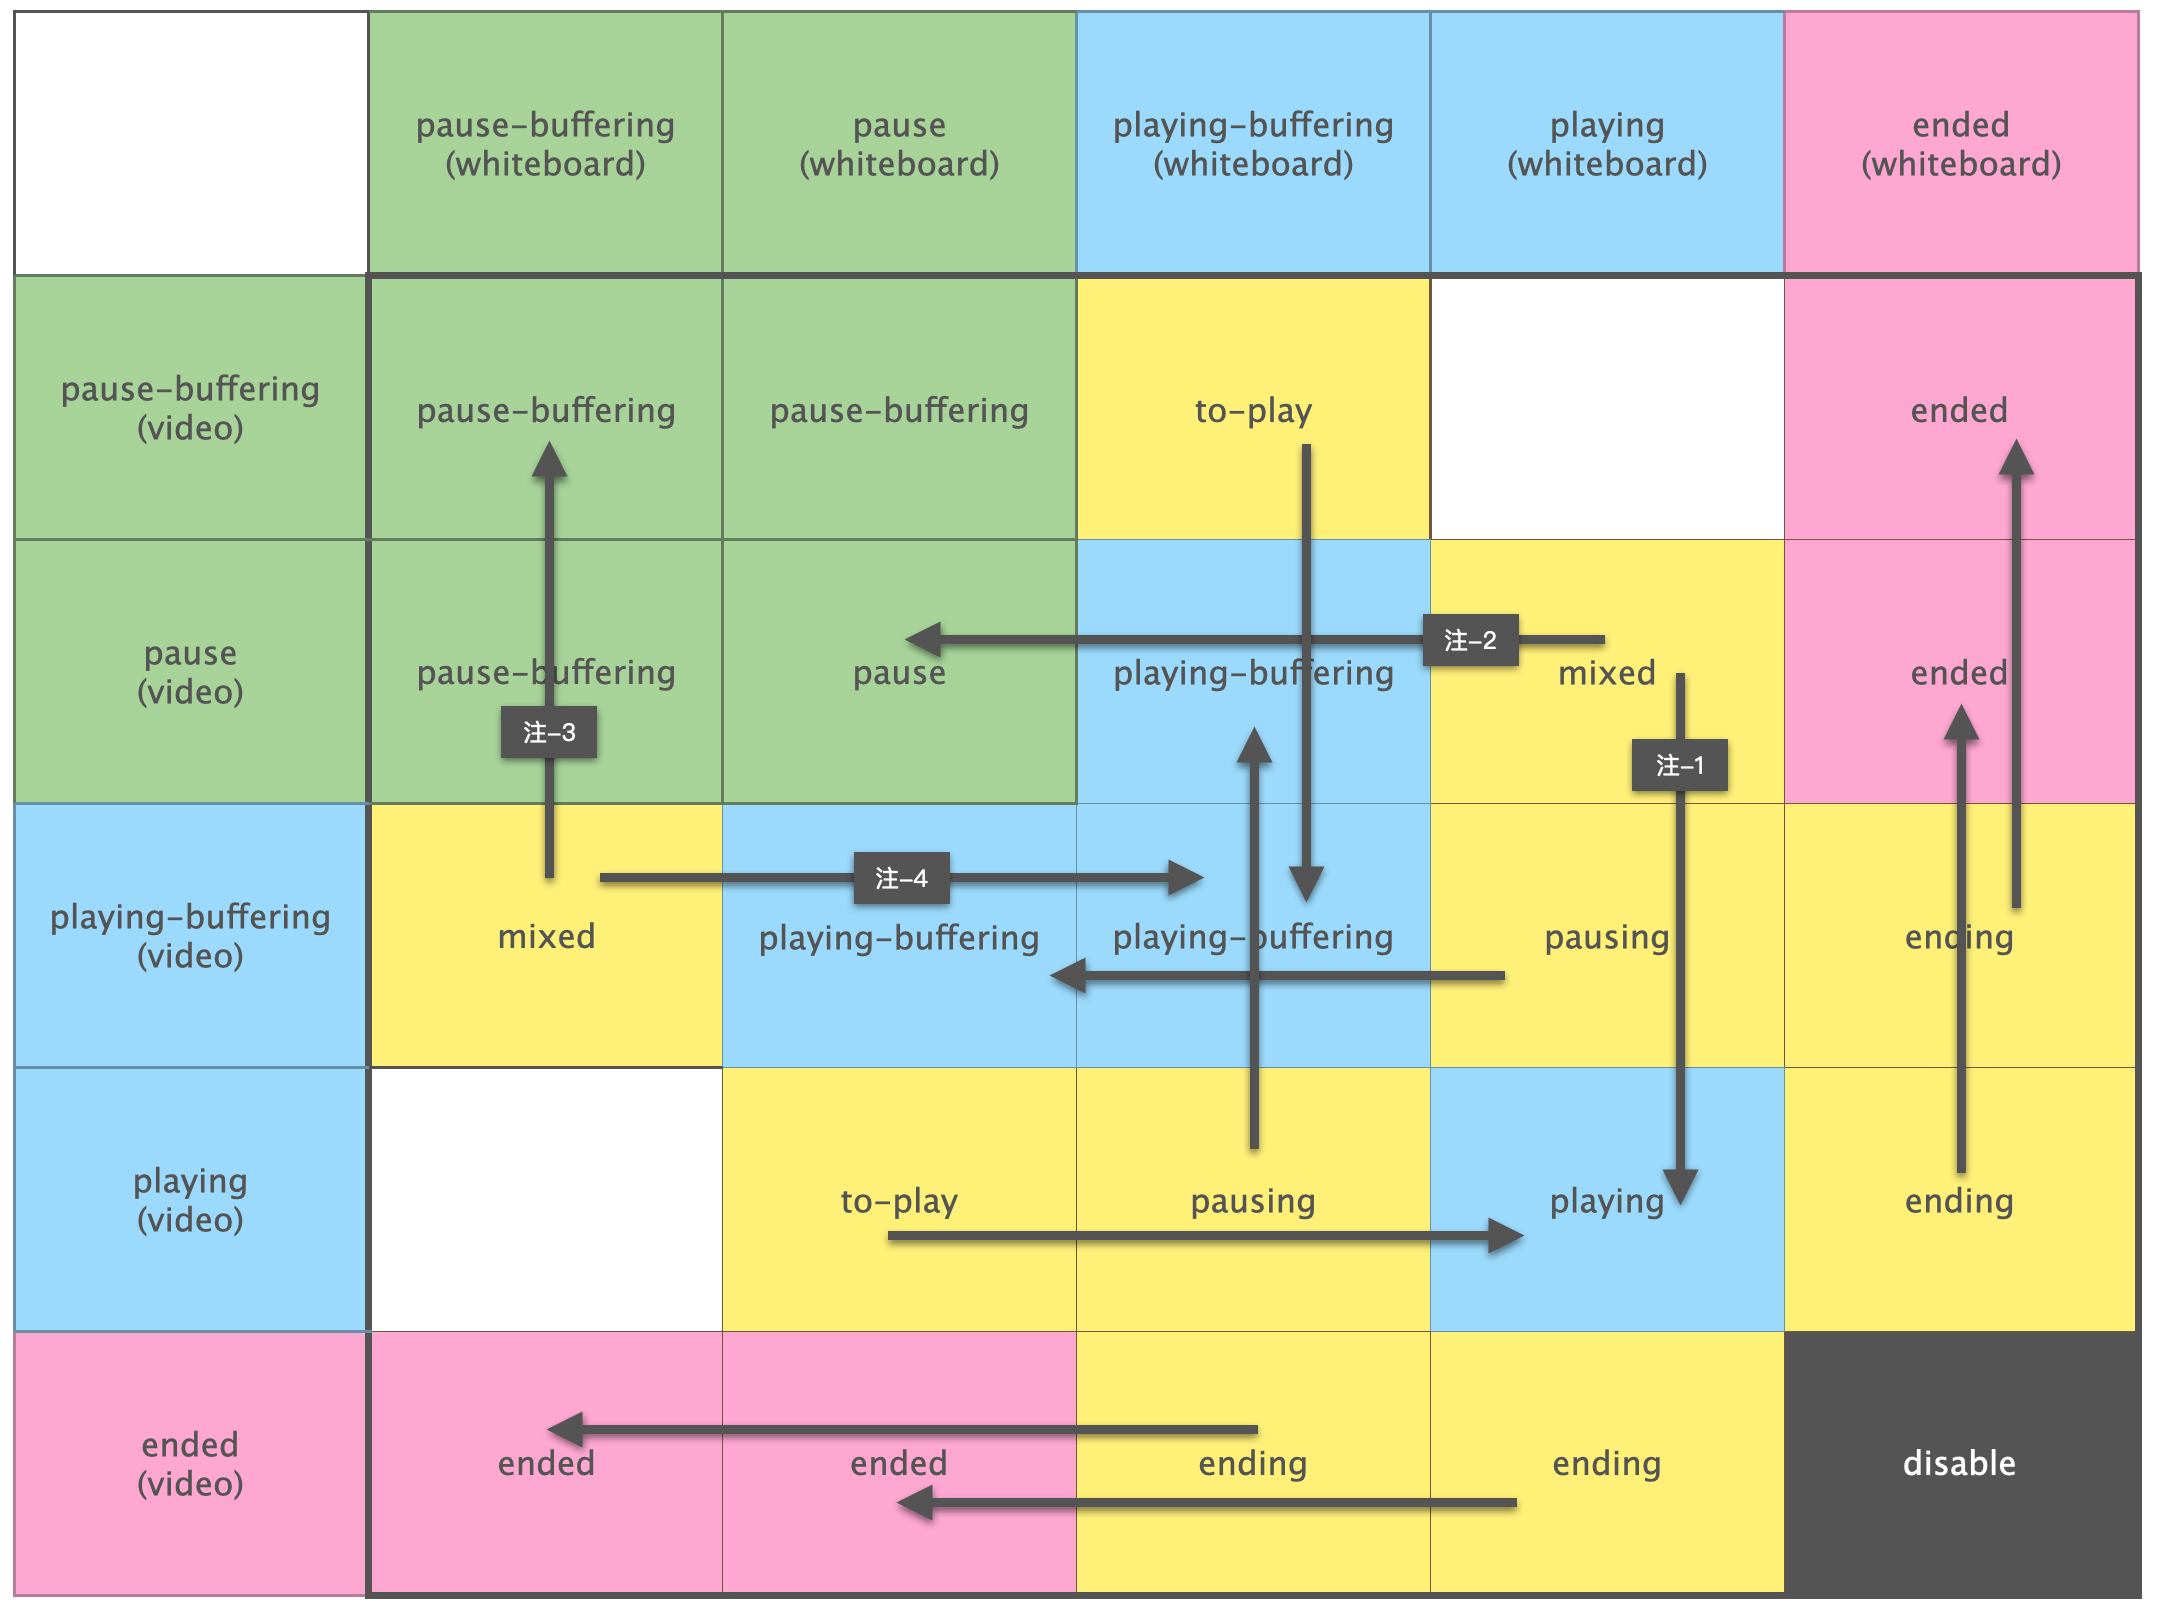 pause-buffering
(whiteboard)
pause
(whiteboard)
playing-buffering
(whiteboard)
playing
(whiteboard)
ended
(whiteboard)
pause-buffering
(video)
pause-buffering
pause-buffering
to-play
ended
pause
(video)
pause-buffering
pause
playing-buffering
注-2
mixed
ended
注-3
注-1
playing-buffering
(video)
mixed
注-4
playing-buffering
playing-buffering
pausing
ending
playing
(video)
to-play
pausing
playing
ending
ended
(video)
ended
ended
ending
ending
disable